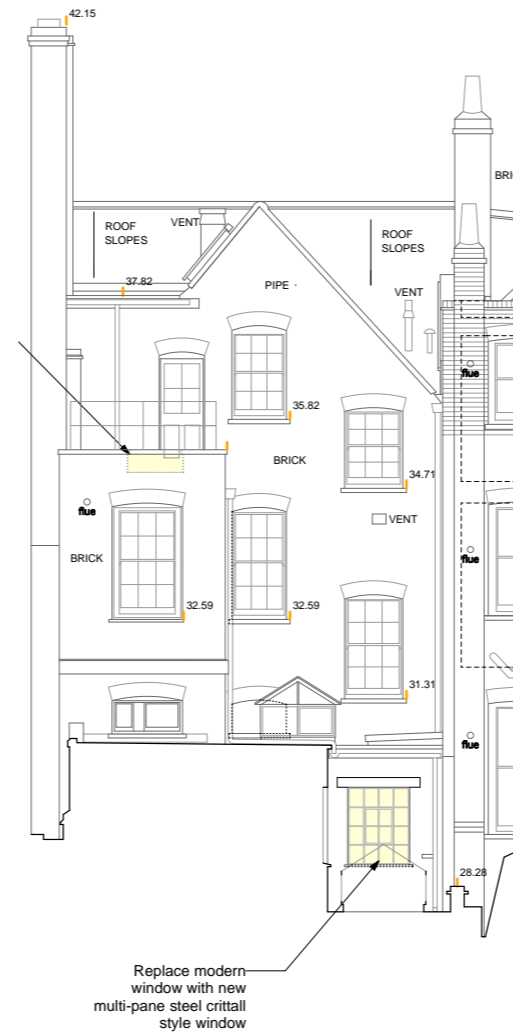 42.15
BRI
ROOF
SLOPES
VENT
ROOF
SLOPES
37.82
PIPE
VENT
flue
35.82
BRICK
34.71
flue
VENT
flue
BRICK
32.59
32.59
31.31
flue
28.28
Replace modern
window with new
multi-pane steel crittall
style window